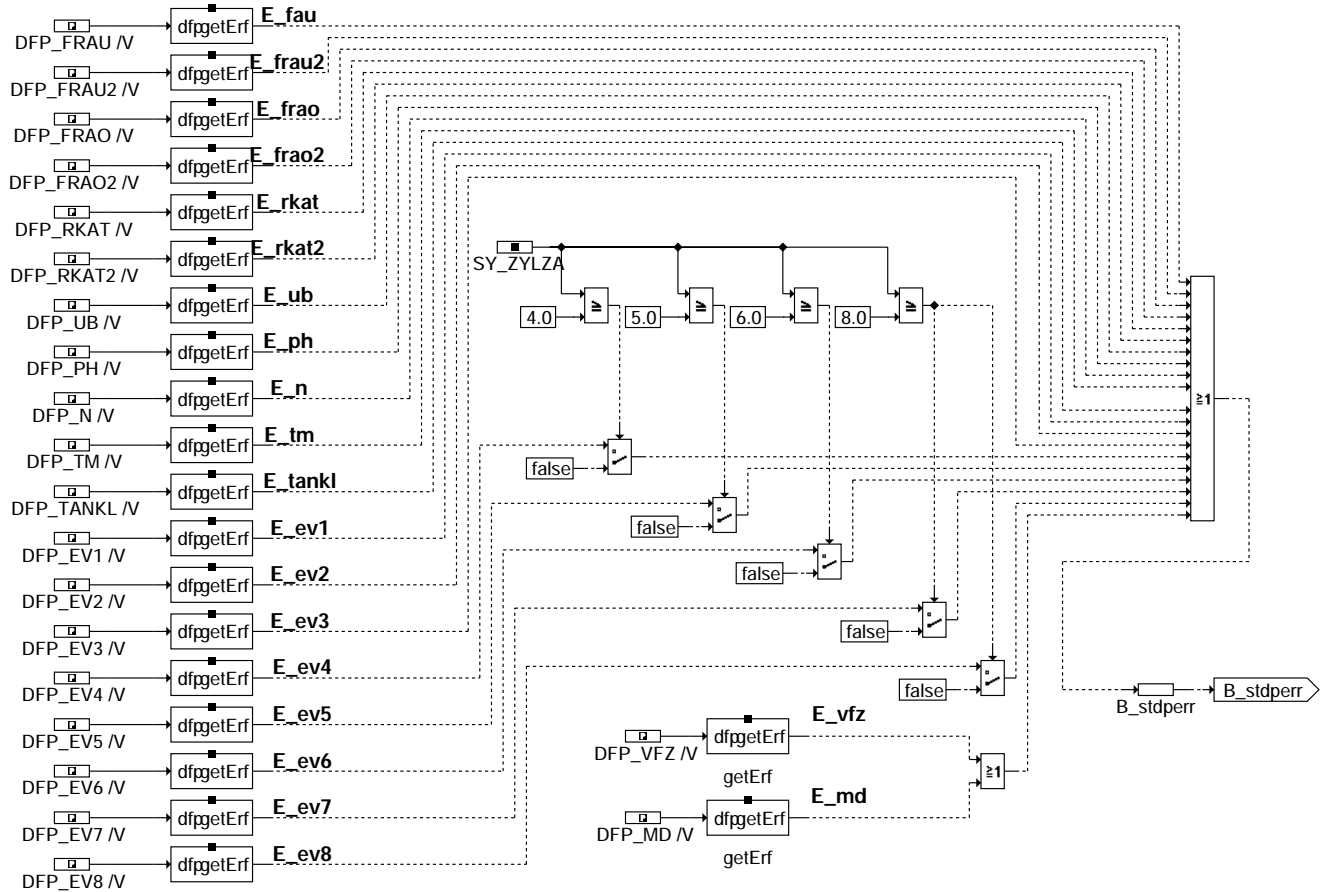 dfpgetErf E_fau
DFP_FRAU /V
dfpgetErf E_frau2
DFP_FRAU2 /V
dfpgetErf E_frao
DFP_FRAO /V
dfpgetErf E_frao2
DFP_FRAO2 /V
dfpgetErf E_rkat
DFP_RKAT /V
dfpgetErf E_rkat2
DFP_RKAT2 /V
dfpgetErf E_ub
DFP_UB /V
dfpgetErf E_ph
DFP_PH /V
dfpgetErf E_n
DFP_N /V
dfpgetErf E_tm
DFP_TM /V
dfpgetErf E_tankl
DFP_TANKL /V
dfpgetErf E_ev1
DFP_EV1 /V
dfpgetErf E_ev2
DFP_EV2 /V
dfpgetErf E_ev3
DFP_EV3 /V
dfpgetErf E_ev4
DFP_EV4 /V
dfpgetErf E_ev5
DFP_EV5 /V
dfpgetErf E_ev6
DFP_EV6 /V
dfpgetErf E_ev7
DFP_EV7 /V
dfpgetErf E_ev8
DFP_EV8 /V
SY_ZYLZA
4.0 ≥ 5.0 ≥ 6.0 ≥ 8.0 ≥
false
false
false
false
false
≥1
B_stdperr
B_stdperr
dfpgetErf E_vfz
DFP_VFZ /V
getErf
≥1
dfpgetErf E_md
DFP_MD /V
getErf